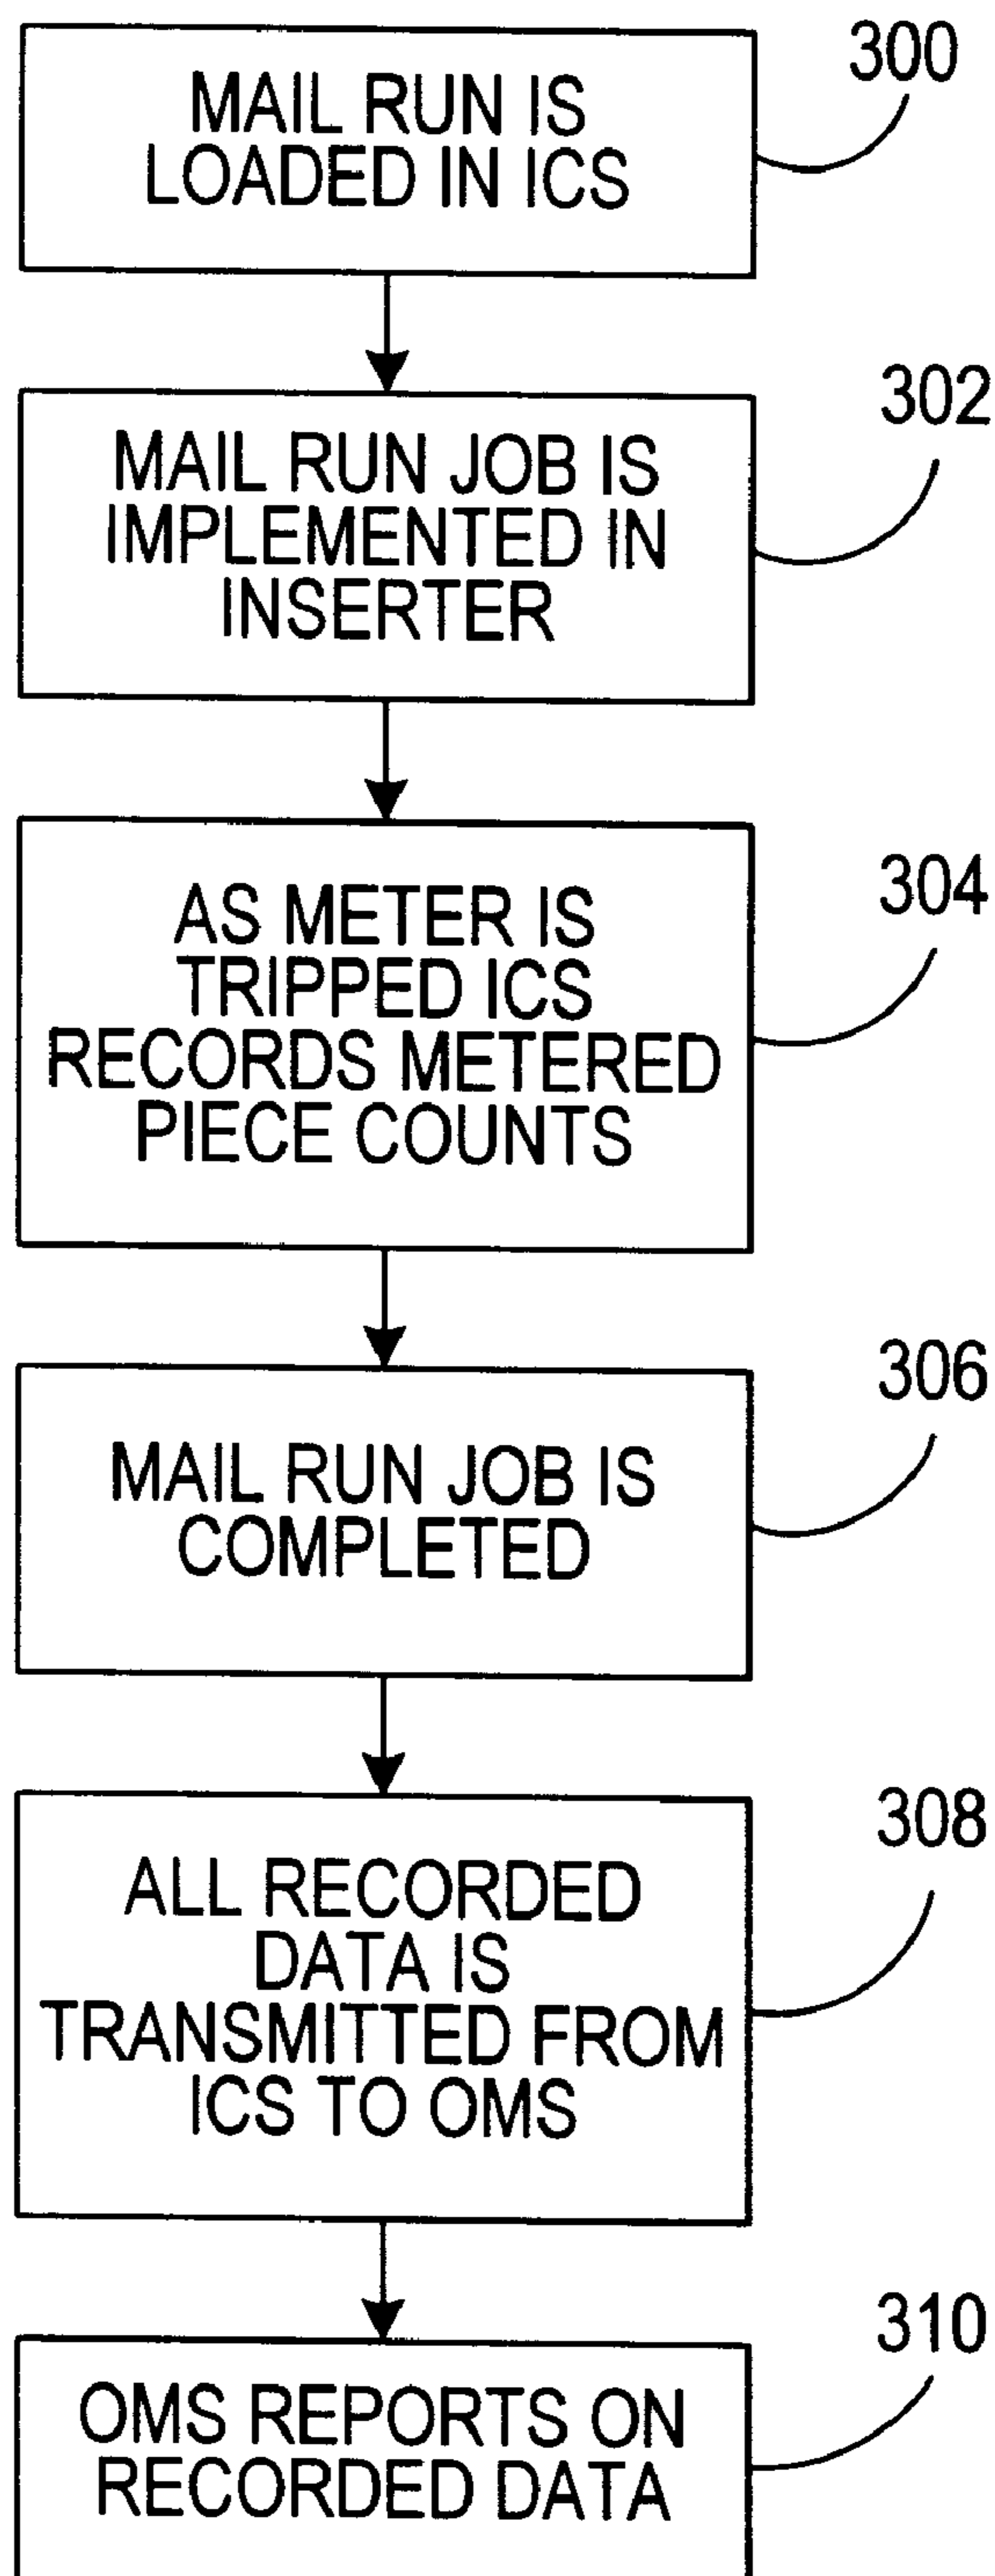 300
MAIL RUN IS
LOADED IN ICS
302
MAIL RUN JOB IS
IMPLEMENTED IN
INSERTER
304
AS METER IS
TRIPPED ICS
RECORDS METERED
PIECE COUNTS
306
MAIL RUN JOB IS
COMPLETED
308
ALL RECORDED
DATA IS
TRANSMITTED FROM
ICS TO OMS
310
OMS REPORTS ON
RECORDED DATA